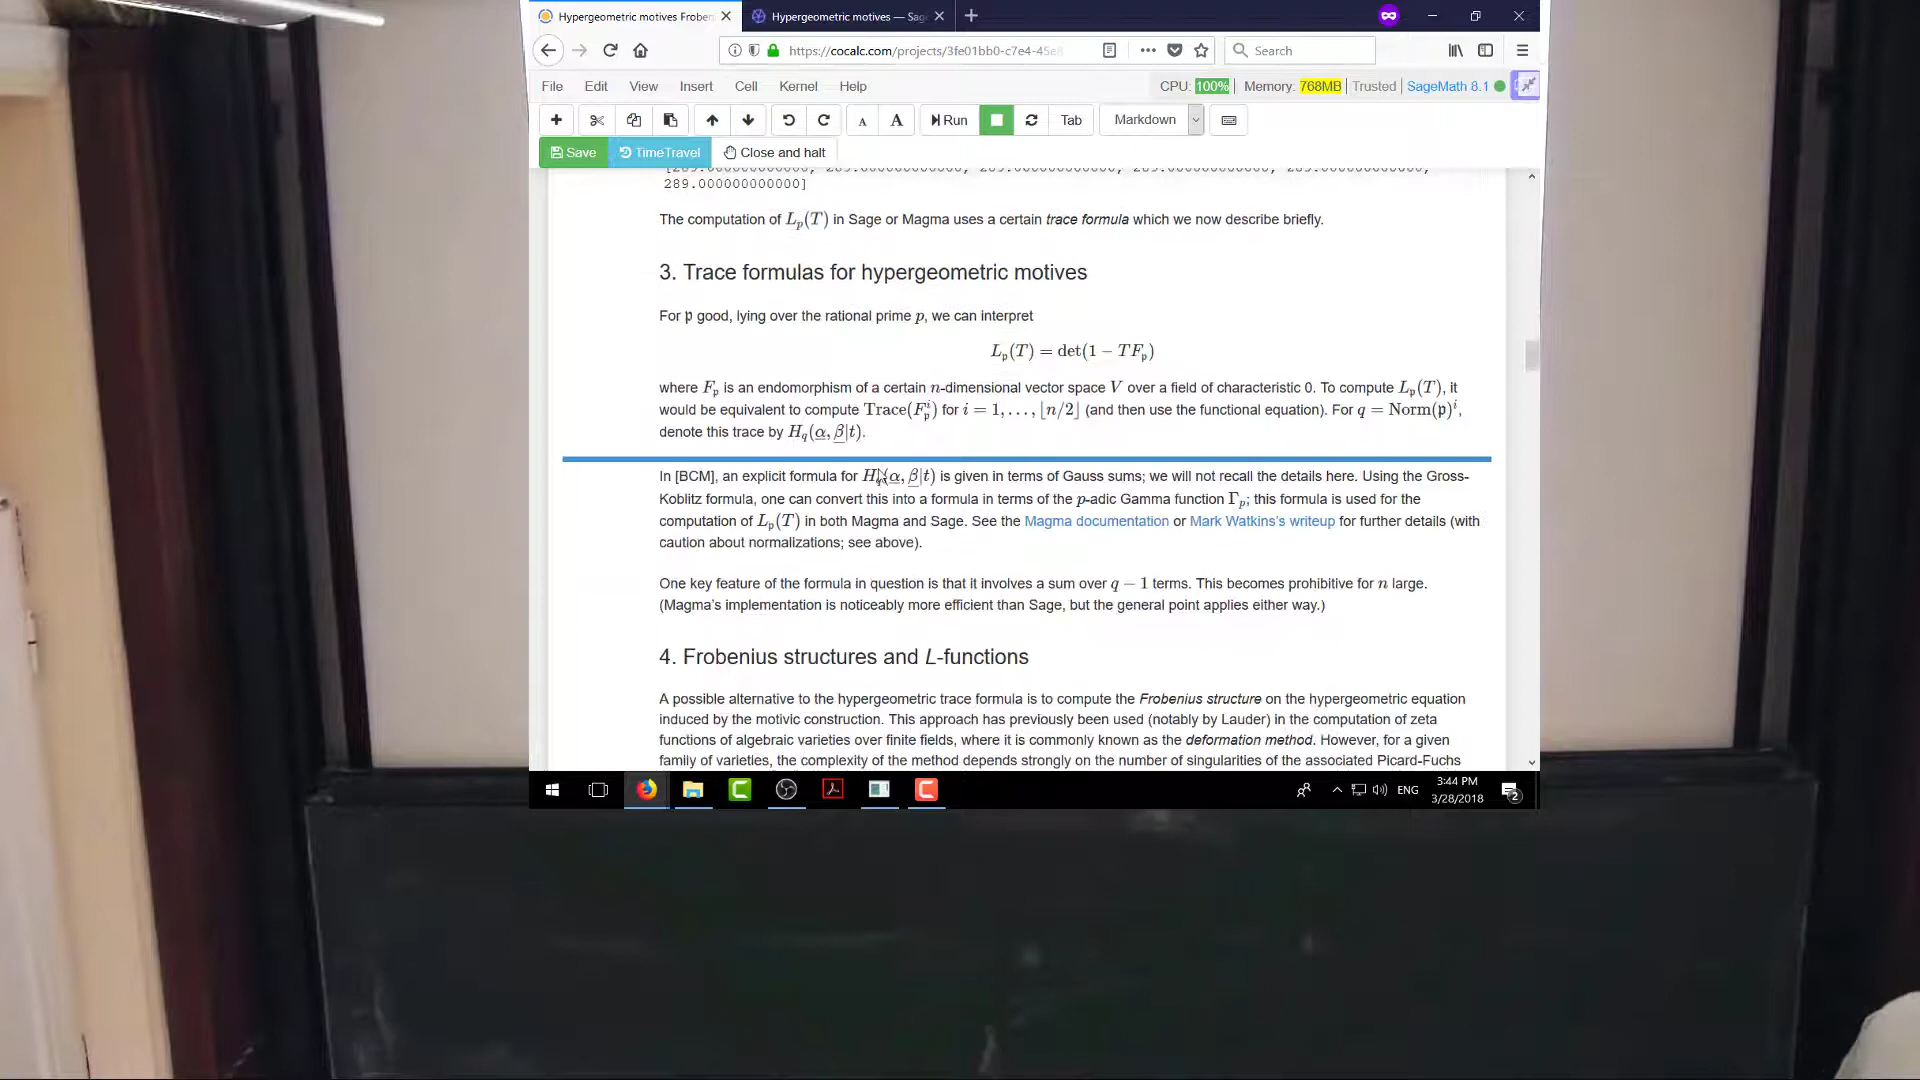 Hypergeometric motives Frobe
Hypergeometric motives — Sag
https://cocalc.com/projects/3fe01bb0-c7e4-45e8
Search
File Edit View Insert Cell Kernel Help
CPU: 100% Memory: 768MB Trusted SageMath 8.1
A A Run Tab Markdown
Save TimeTravel Close and halt
[289.000000000000, 289.000000000000, 289.000000000000, 289.000000000000, 289.000000000000,
289.000000000000]
The computation of Lₚ(T) in Sage or Magma uses a certain trace formula which we now describe briefly.
3. Trace formulas for hypergeometric motives
For 𝔭 good, lying over the rational prime p, we can interpret
L_𝔭(T) = det(1 − TF_𝔭)
where F_𝔭 is an endomorphism of a certain n-dimensional vector space V over a field of characteristic 0. To compute L_𝔭(T), it
would be equivalent to compute Trace(F_𝔭^i) for i = 1, . . . , ⌊n/2⌋ (and then use the functional equation). For q = Norm(𝔭)^i,
denote this trace by H_q(α, β|t).
In [BCM], an explicit formula for H_q(α, β|t) is given in terms of Gauss sums; we will not recall the details here. Using the Gross-
Koblitz formula, one can convert this into a formula in terms of the p-adic Gamma function Γₚ; this formula is used for the
computation of L_𝔭(T) in both Magma and Sage. See the Magma documentation or Mark Watkins's writeup for further details (with
caution about normalizations; see above).
One key feature of the formula in question is that it involves a sum over q − 1 terms. This becomes prohibitive for n large.
(Magma's implementation is noticeably more efficient than Sage, but the general point applies either way.)
4. Frobenius structures and L-functions
A possible alternative to the hypergeometric trace formula is to compute the Frobenius structure on the hypergeometric equation
induced by the motivic construction. This approach has previously been used (notably by Lauder) in the computation of zeta
functions of algebraic varieties over finite fields, where it is commonly known as the deformation method. However, for a given
family of varieties, the complexity of the method depends strongly on the number of singularities of the associated Picard-Fuchs
ENG
3:44 PM
3/28/2018
2